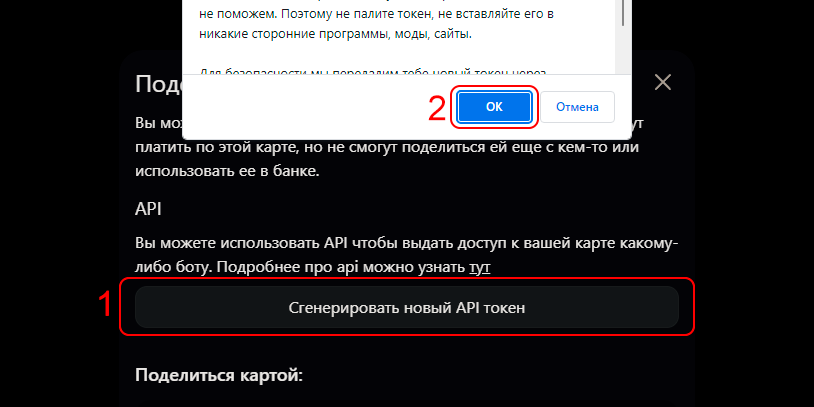 не поможем. Поэтому не палите токен, не вставляйте его в
никакие сторонние программы, моды, сайты.
Для безопасности мы передадим тебе новый токен через
2
ОК
Отмена
Поде
Вы мо
ут
платить по этой карте, но не смогут поделиться ей еще с кем-то или
использовать ее в банке.
API
Вы можете использовать API чтобы выдать доступ к вашей карте какому-
либо боту. Подробнее про api можно узнать тут
1
Сгенерировать новый API токен
Поделиться картой: